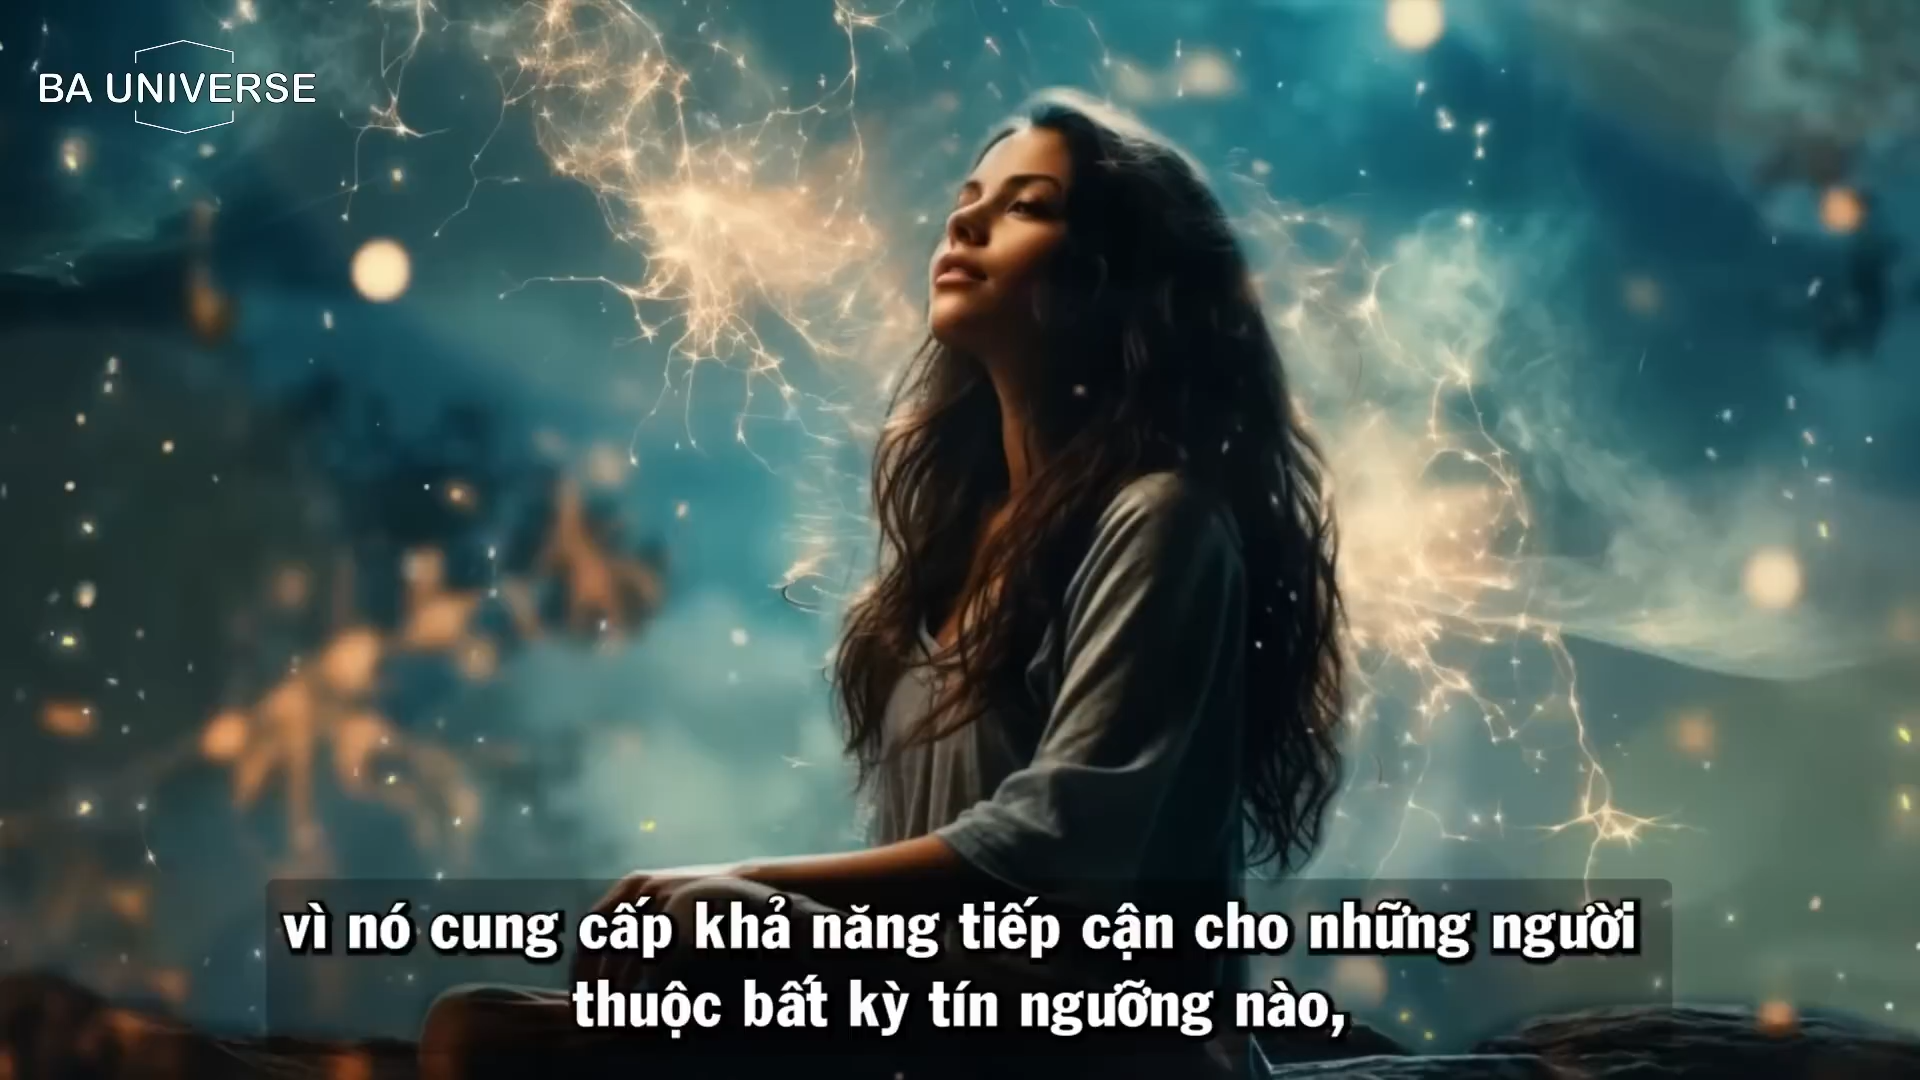 BA UNIVERSE
vì nó cung cấp khả năng tiếp cận cho những người
thuộc bất kỳ tín ngưỡng nào,